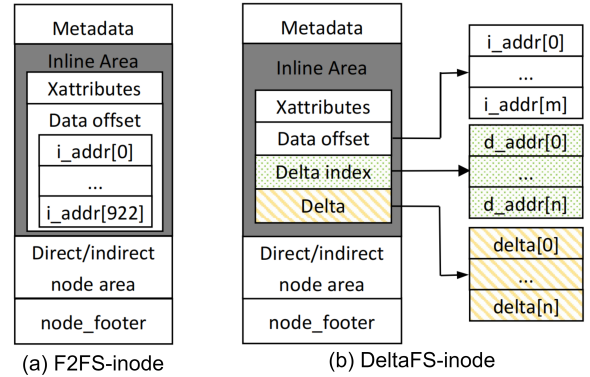 Metadata
Inline Area
Xattributes
Data offset
i_addr[0]
...
i_addr[922]
Direct/indirect
node area
node_footer
(a) F2FS-inode
Metadata
Inline Area
Xattributes
Data offset
Delta index
Delta
Direct/indirect
node area
node_footer
i_addr[0]
...
i_addr[m]
d_addr[0]
...
d_addr[n]
delta[0]
...
delta[n]
(b) DeltaFS-inode